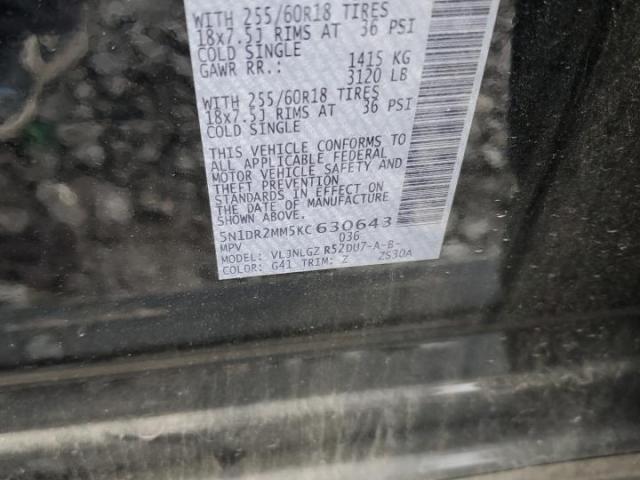 WITH 255/60R18 TIRES
18x7.5J RIMS AT 36 PSI
COLD SINGLE
GAWR RR.: 1415 KG
3120 LB
WITH 255/60R18 TIRES
18x7.5J RIMS AT 36 PSI
COLD SINGLE
THIS VEHICLE CONFORMS TO
ALL APPLICABLE FEDERAL
MOTOR VEHICLE SAFETY AND
THEFT PREVENTION
STANDARDS IN EFFECT ON
THE DATE OF MANUFACTURE
SHOWN ABOVE.
5N1DR2MM5KC630643
MPV 036
MODEL: VL3NLGZ R52DU7-A-B-
COLOR: G41 TRIM: Z ZS30A